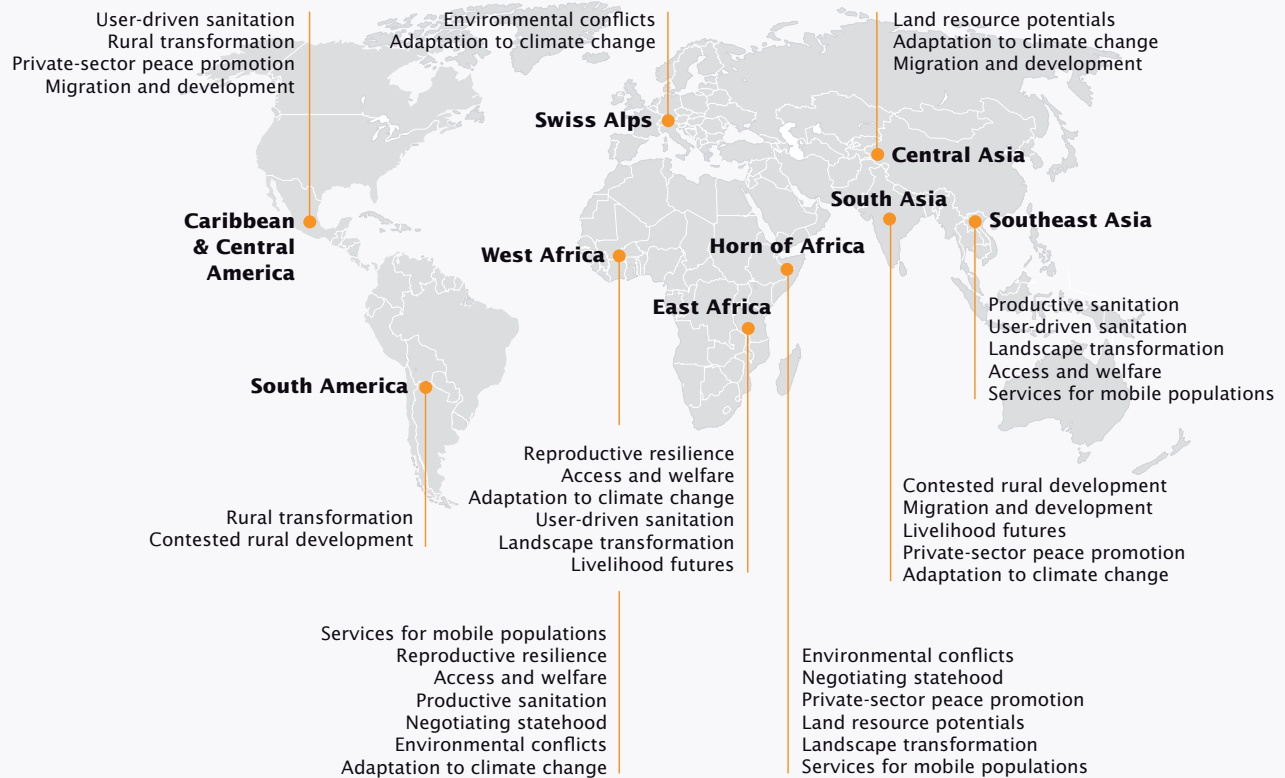 User-driven sanitation
Rural transformation
Private-sector peace promotion
Migration and development
Environmental conflicts
Adaptation to climate change
Land resource potentials
Adaptation to climate change
Migration and development
Swiss Alps
Central Asia
South Asia
Caribbean
& Central
America
Southeast Asia
West Africa
Horn of Africa
East Africa
South America
Productive sanitation
User-driven sanitation
Landscape transformation
Access and welfare
Services for mobile populations
Rural transformation
Contested rural development
Reproductive resilience
Access and welfare
Adaptation to climate change
User-driven sanitation
Landscape transformation
Livelihood futures
Contested rural development
Migration and development
Livelihood futures
Private-sector peace promotion
Adaptation to climate change
Services for mobile populations
Reproductive resilience
Access and welfare
Productive sanitation
Negotiating statehood
Environmental conflicts
Adaptation to climate change
Environmental conflicts
Negotiating statehood
Private-sector peace promotion
Land resource potentials
Landscape transformation
Services for mobile populations